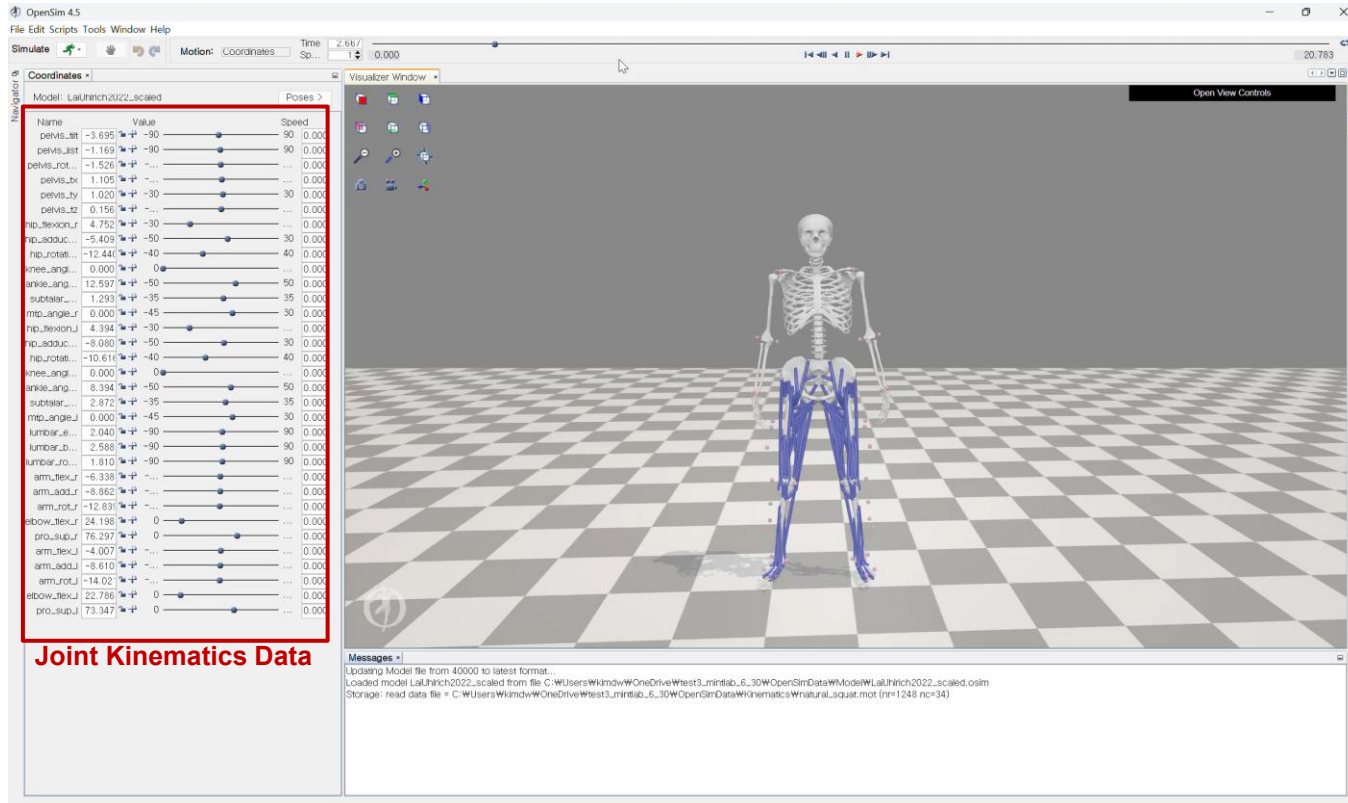 OpenSim 4.5
File Edit Scripts Tools Window Help
Simulate Motion: Coordinates Time 2.667 Sp... 1 0.000 20.783
Navigator
Coordinates
Visualizer Window
Model: LaiUhlrich2022_scaled Poses >
Open View Controls
Name Value Speed
pelvis_tilt -3.695 -90 90 0.000
pelvis_list -1.169 -90 90 0.000
pelvis_rot... -1.526 -... ... 0.000
pelvis_tx 1.105 -... ... 0.000
pelvis_ty 1.020 -30 30 0.000
pelvis_tz 0.156 -... ... 0.000
hip_flexion_r 4.752 -30 ... 0.000
hip_adduc... -5.409 -50 30 0.000
hip_rotati... -12.440 -40 40 0.000
knee_angl... 0.000 0 ... 0.000
ankle_ang... 12.597 -50 50 0.000
subtalar_... 1.293 -35 35 0.000
mtp_angle_r 0.000 -45 30 0.000
hip_flexion_l 4.394 -30 ... 0.000
hip_adduc... -8.080 -50 30 0.000
hip_rotati... -10.616 -40 40 0.000
knee_angl... 0.000 0 ... 0.000
ankle_ang... 8.394 -50 50 0.000
subtalar_... 2.872 -35 35 0.000
mtp_angle_l 0.000 -45 30 0.000
lumbar_e... 2.040 -90 90 0.000
lumbar_b... 2.588 -90 90 0.000
lumbar_ro... 1.810 -90 90 0.000
arm_flex_r -6.338 -... ... 0.000
arm_add_r -8.862 -... ... 0.000
arm_rot_r -12.839 -... ... 0.000
elbow_flex_r 24.198 0 ... 0.000
pro_sup_r 76.297 0 ... 0.000
arm_flex_l -4.007 -... ... 0.000
arm_add_l -8.610 -... ... 0.000
arm_rot_l -14.02 -... ... 0.000
elbow_flex_l 22.786 0 ... 0.000
pro_sup_l 73.347 0 ... 0.000
Joint Kinematics Data
Messages
Updating Model file from 40000 to latest format...
Loaded model LaiUhlrich2022_scaled from file C:₩Users₩kimdw₩OneDrive₩test3_mintlab_6_30₩OpenSimData₩Model₩LaiUhlrich2022_scaled.osim
Storage: read data file = C:₩Users₩kimdw₩OneDrive₩test3_mintlab_6_30₩OpenSimData₩Kinematics₩natural_squat.mot (nr=1248 nc=34)